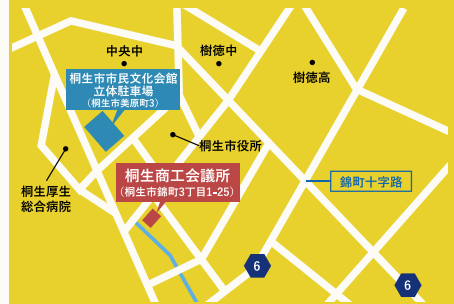 中央中
樹徳中
樹徳高
桐生市市民文化会館
立体駐車場
(桐生市美原町3)
桐生市役所
桐生商工会議所
(桐生市錦町3丁目1-25)
錦町十字路
桐生厚生
総合病院
6
6